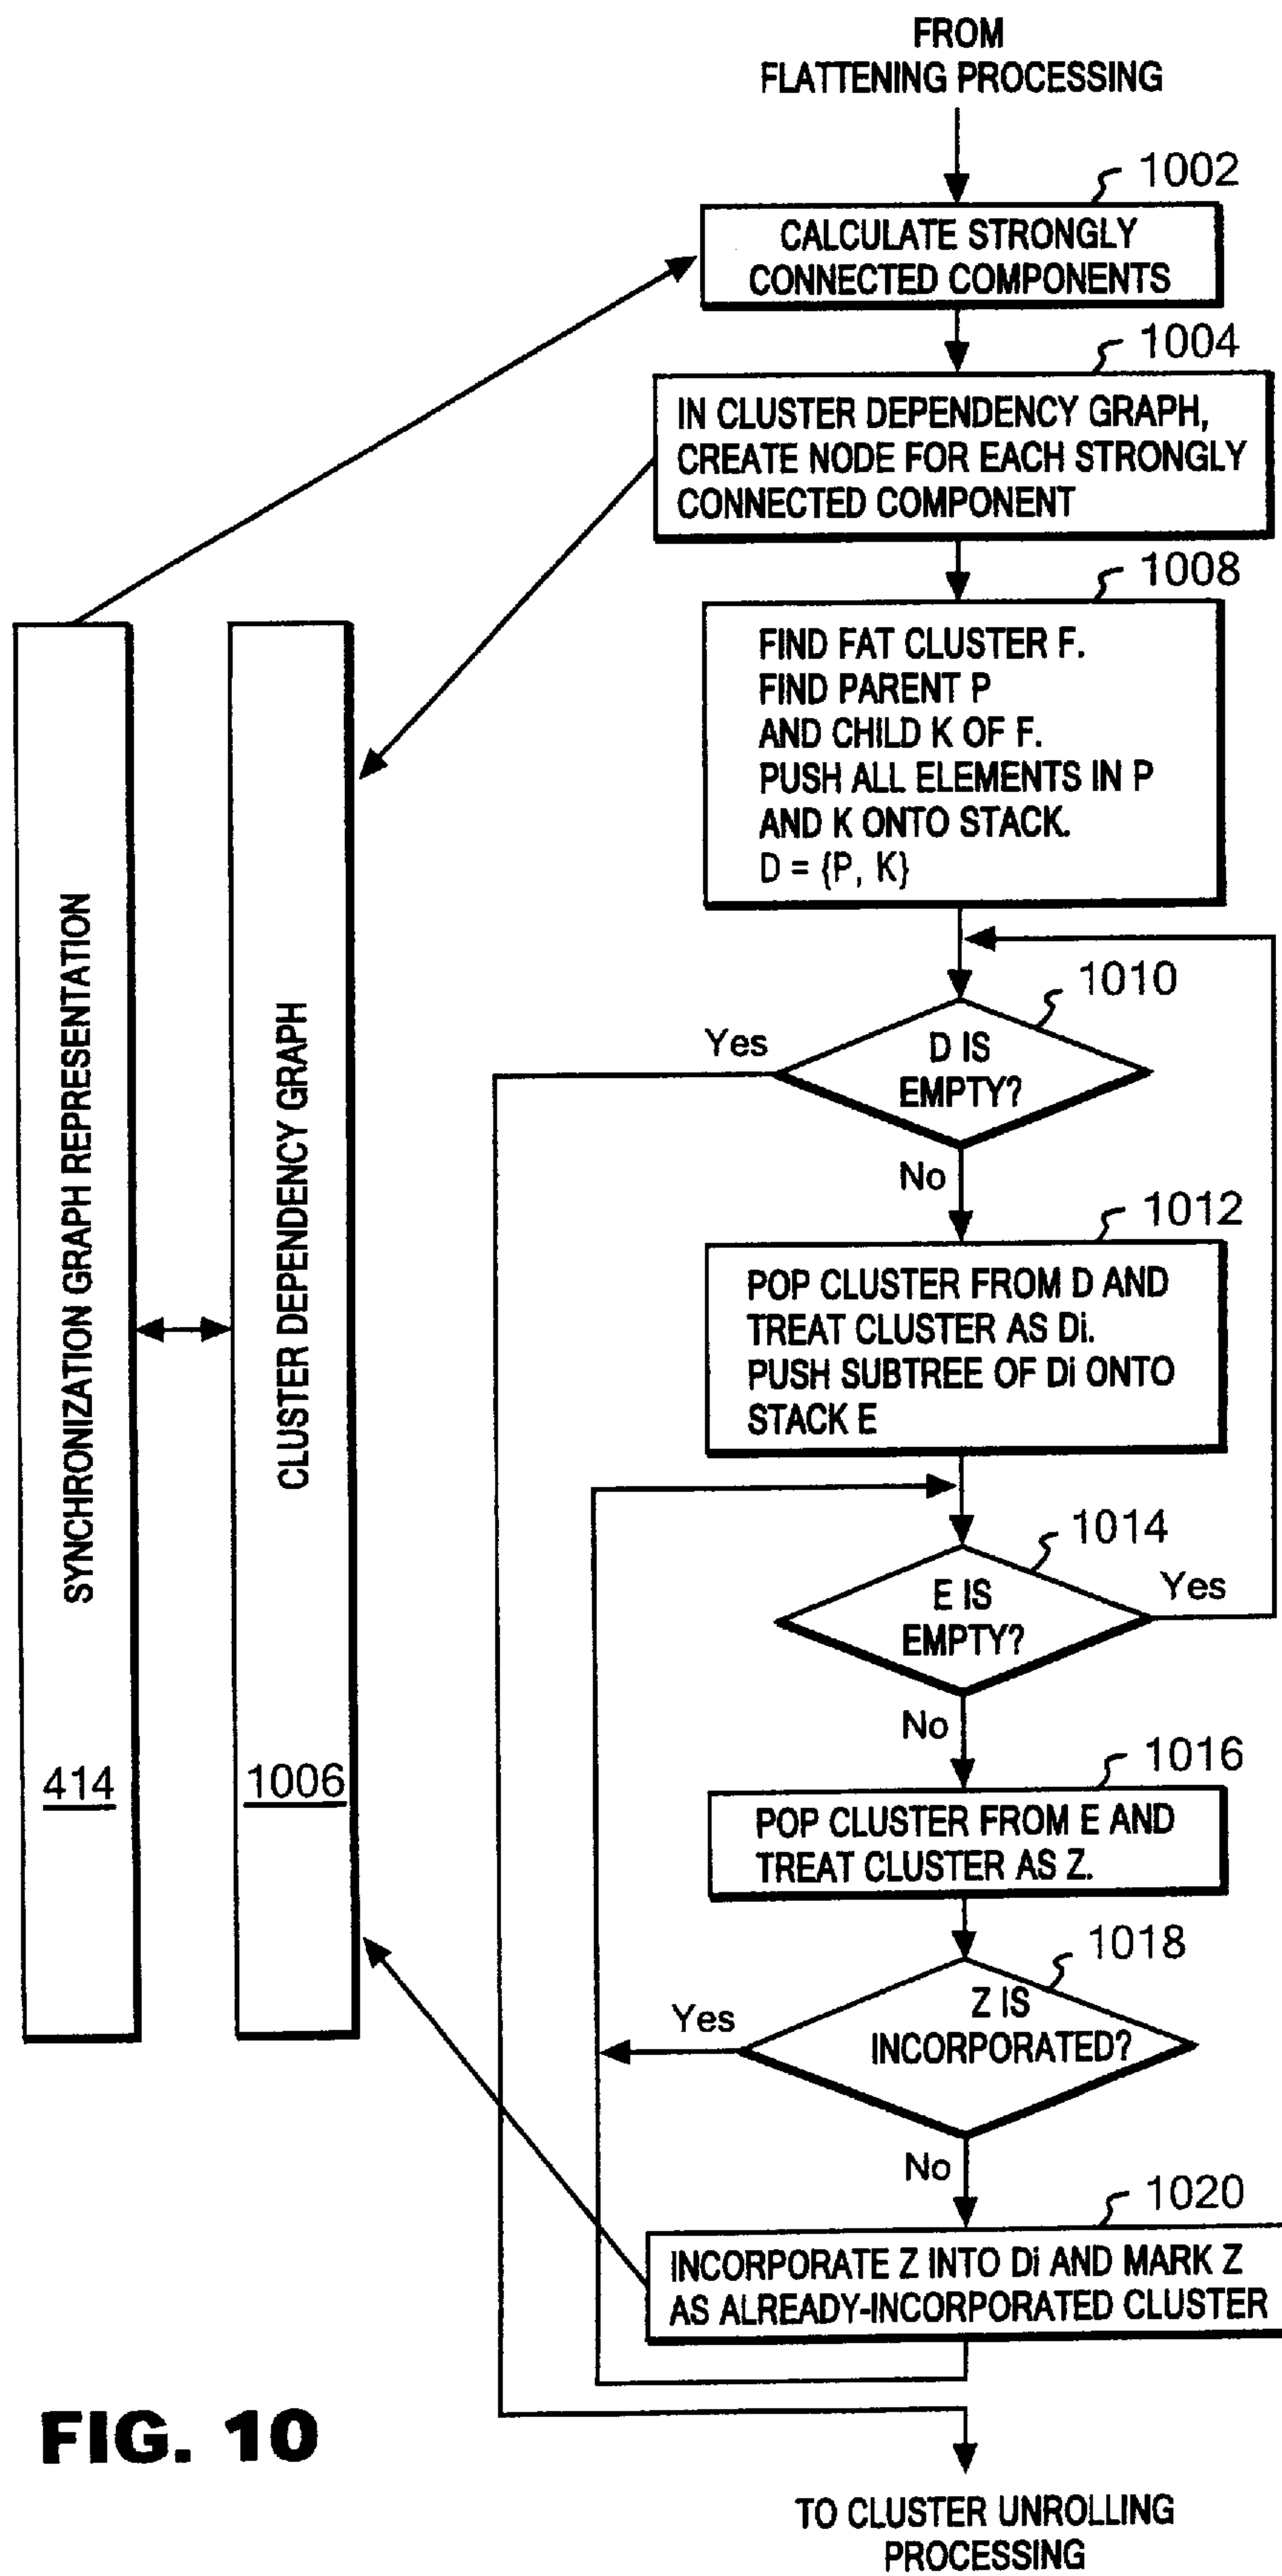 FROM
FLATTENING PROCESSING
1002
CALCULATE STRONGLY
CONNECTED COMPONENTS
1004
IN CLUSTER DEPENDENCY GRAPH,
CREATE NODE FOR EACH STRONGLY
CONNECTED COMPONENT
1008
FIND FAT CLUSTER F.
FIND PARENT P
AND CHILD K OF F.
PUSH ALL ELEMENTS IN P
AND K ONTO STACK.
D = {P, K}
SYNCHRONIZATION GRAPH REPRESENTATION
414
CLUSTER DEPENDENCY GRAPH
1006
1010
Yes
D IS
EMPTY?
No
1012
POP CLUSTER FROM D AND
TREAT CLUSTER AS Di.
PUSH SUBTREE OF Di ONTO
STACK E
1014
E IS
EMPTY?
Yes
No
1016
POP CLUSTER FROM E AND
TREAT CLUSTER AS Z.
1018
Yes
Z IS
INCORPORATED?
No
1020
INCORPORATE Z INTO Di AND MARK Z
AS ALREADY-INCORPORATED CLUSTER
FIG. 10
TO CLUSTER UNROLLING
PROCESSING